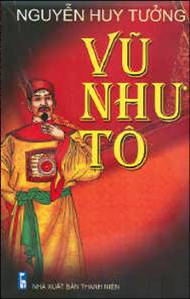 NGUYỄN HUY TƯỞNG
VŨ
NHƯ
TÔ
NHÀ XUẤT BẢN THANH NIÊN